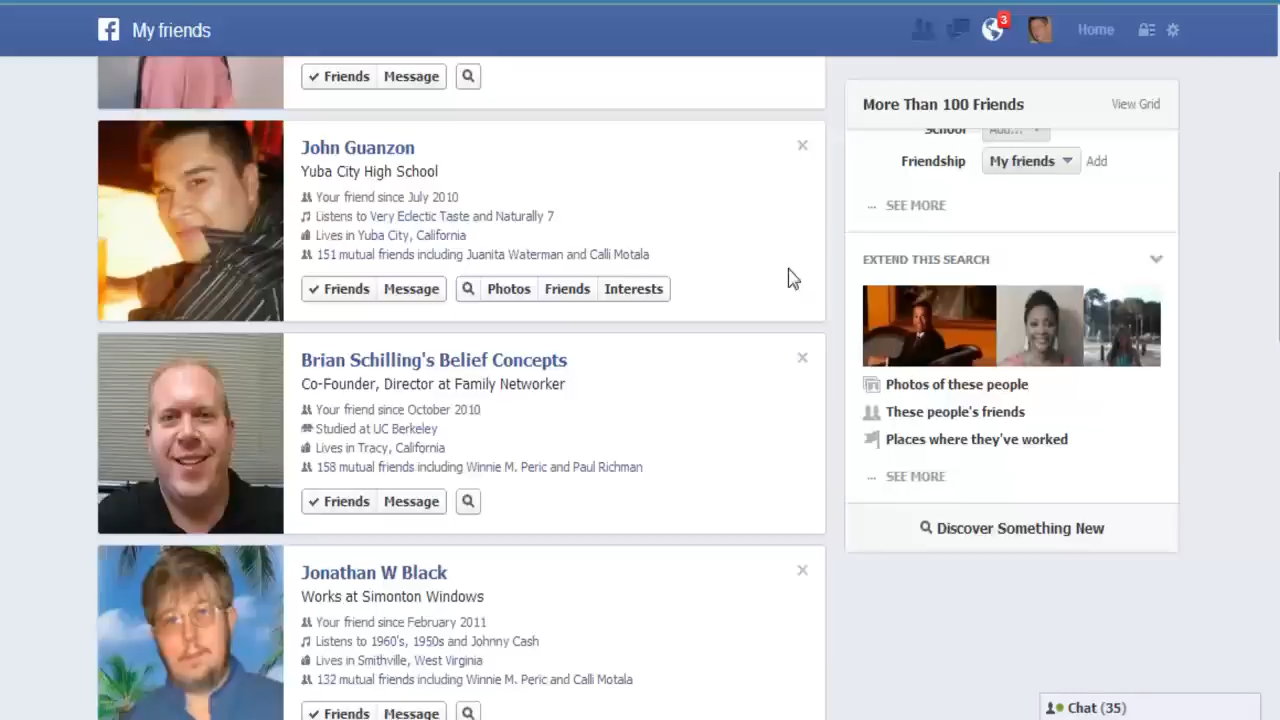 My friends
3
Home
Friends Message
John Guanzon
Yuba City High School
Your friend since July 2010
Listens to Very Eclectic Taste and Naturally 7
Lives in Yuba City, California
151 mutual friends including Juanita Waterman and Calli Motala
Friends Message Photos Friends Interests
Brian Schilling's Belief Concepts
Co-Founder, Director at Family Networker
Your friend since October 2010
Studied at UC Berkeley
Lives in Tracy, California
158 mutual friends including Winnie M. Peric and Paul Richman
Friends Message
Jonathan W Black
Works at Simonton Windows
Your friend since February 2011
Listens to 1960's, 1950s and Johnny Cash
Lives in Smithville, West Virginia
132 mutual friends including Winnie M. Peric and Calli Motala
Friends Message
More Than 100 Friends View Grid
School Add...
Friendship My friends Add
... SEE MORE
EXTEND THIS SEARCH
Photos of these people
These people's friends
Places where they've worked
... SEE MORE
Discover Something New
Chat (35)